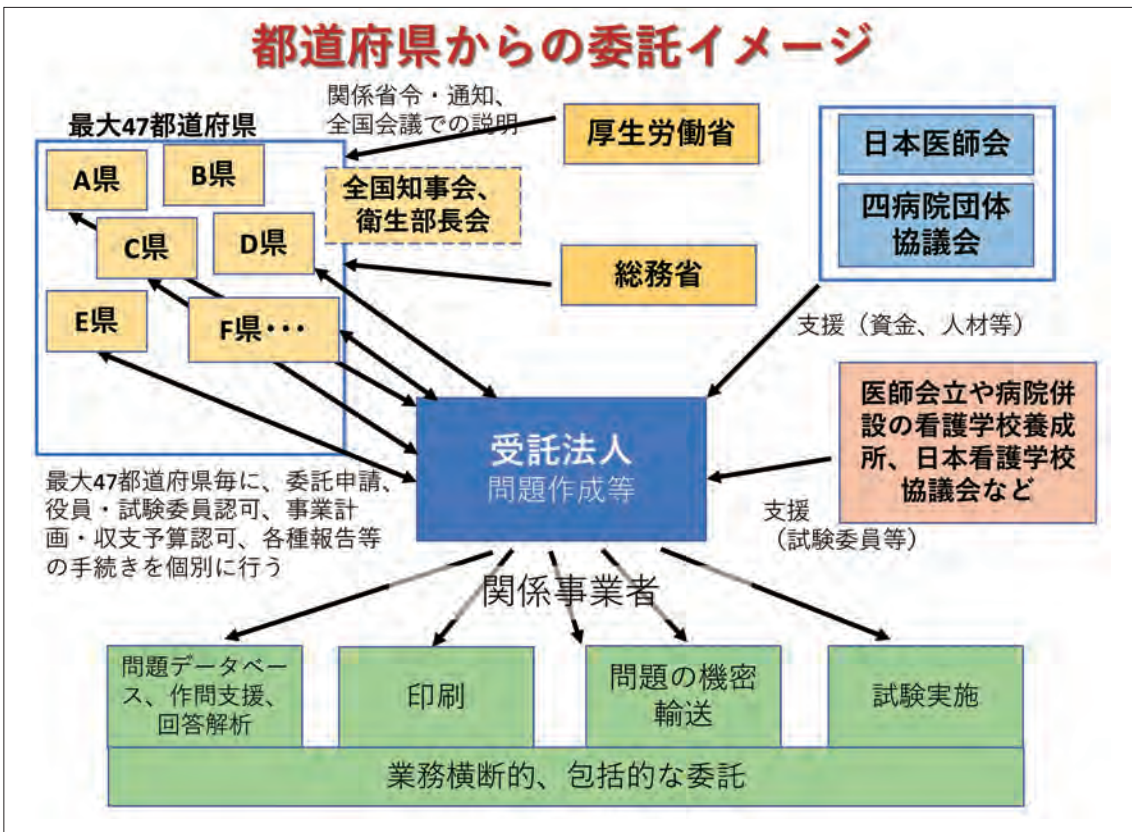 都道府県からの委託イメージ
関係省令・通知、
全国会議での説明
最大47都道府県
A県
B県
C県
D県
E県
F県・・・
全国知事会、
衛生部長会
厚生労働省
総務省
日本医師会
四病院団体
協議会
支援（資金、人材等）
受託法人
問題作成等
医師会立や病院併
設の看護学校養成
所、日本看護学校
協議会など
支援
（試験委員等）
最大47都道府県毎に、委託申請、
役員・試験委員認可、事業計
画・収支予算認可、各種報告等
の手続きを個別に行う
関係事業者
問題データベー
ス、作問支援、
回答解析
印刷
問題の機密
輸送
試験実施
業務横断的、包括的な委託